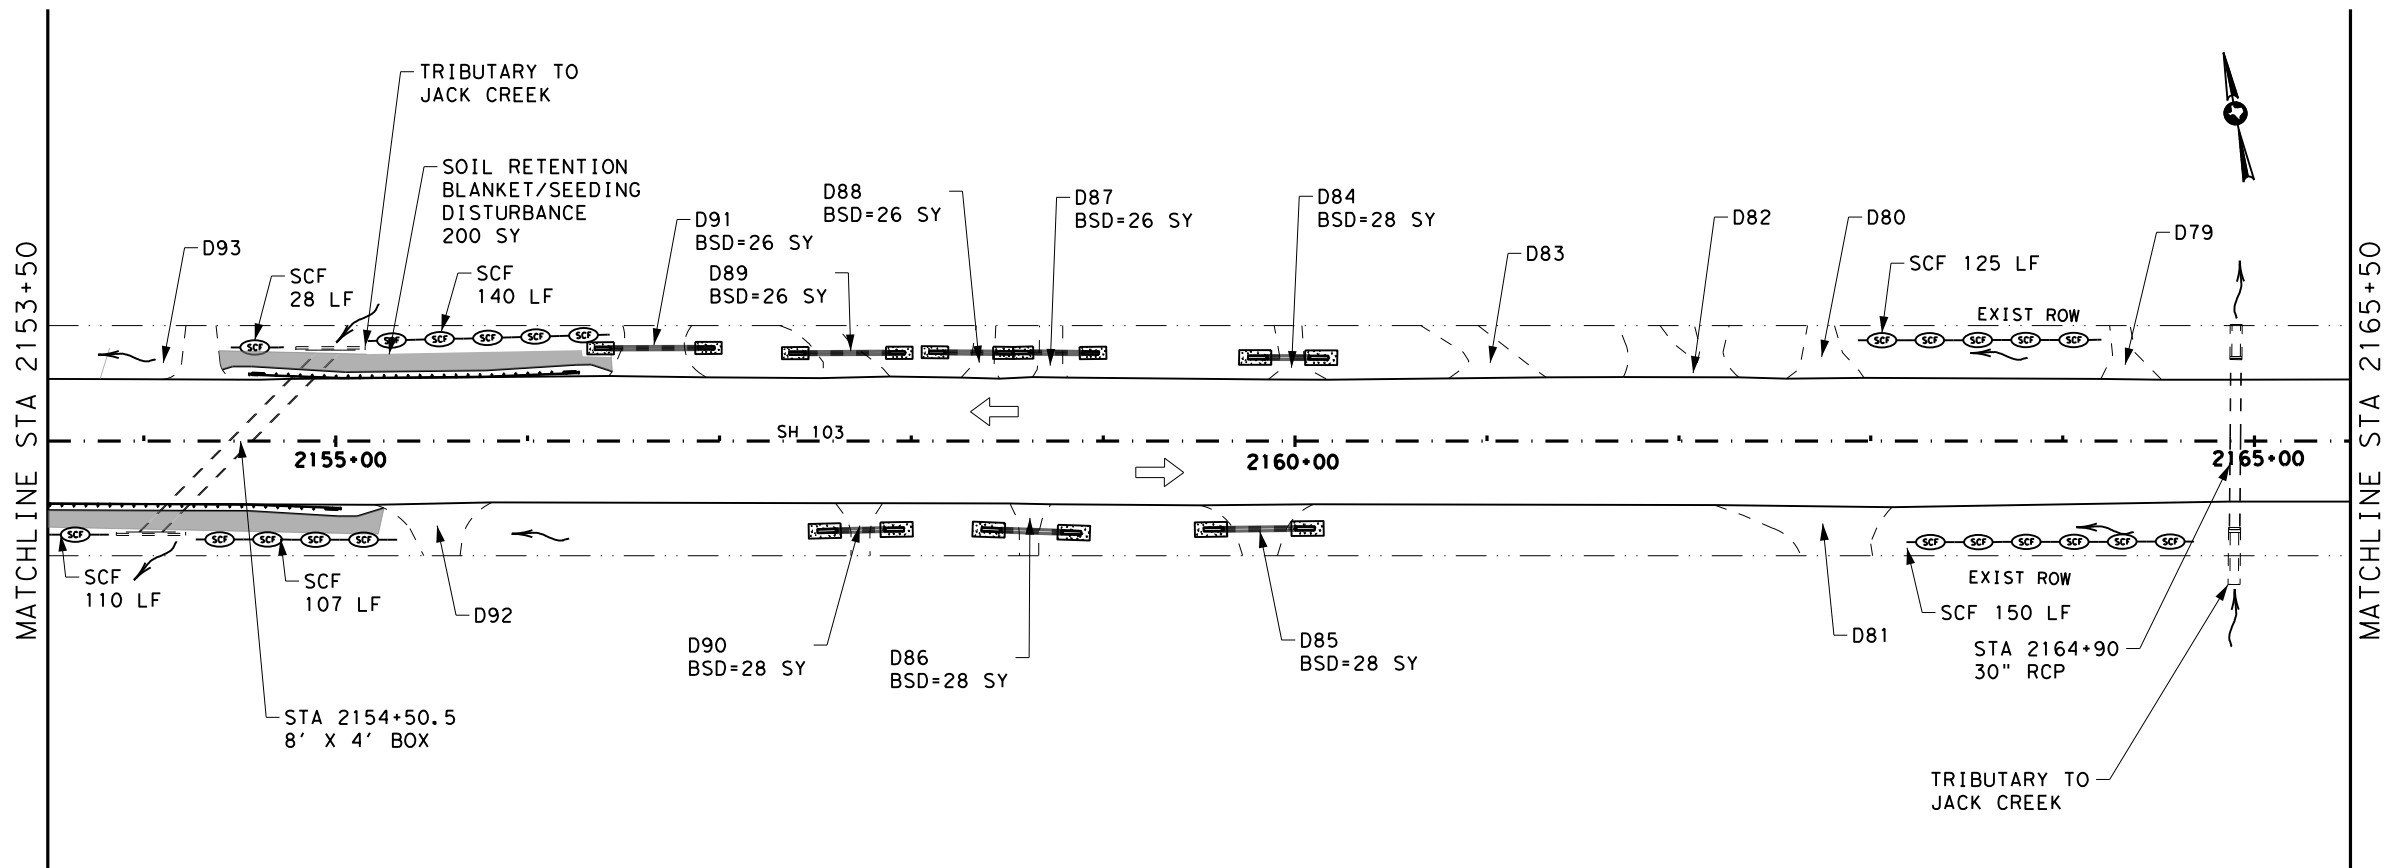 TRIBUTARY TO
JACK CREEK
SOIL RETENTION
BLANKET/SEEDING
DISTURBANCE
200 SY
D93
SCF
28 LF
SCF
140 LF
D91
BSD=26 SY
D89
BSD=26 SY
D88
BSD=26 SY
D87
BSD=26 SY
D84
BSD=28 SY
D83
D82
D80
D79
SCF 125 LF
EXIST ROW
SCF
SCF
SCF
SCF
SCF
SCF
SCF
SCF
SCF
SCF
SCF
MATCHLINE STA 2153+50
MATCHLINE STA 2165+50
SH 103
2155+00
2160+00
2165+00
SCF
SCF
SCF
SCF
SCF
SCF
SCF
SCF
SCF
SCF
SCF
SCF
110 LF
SCF
107 LF
D92
D90
BSD=28 SY
D86
BSD=28 SY
D85
BSD=28 SY
D81
EXIST ROW
SCF 150 LF
STA 2164+90
30" RCP
STA 2154+50.5
8' X 4' BOX
TRIBUTARY TO
JACK CREEK